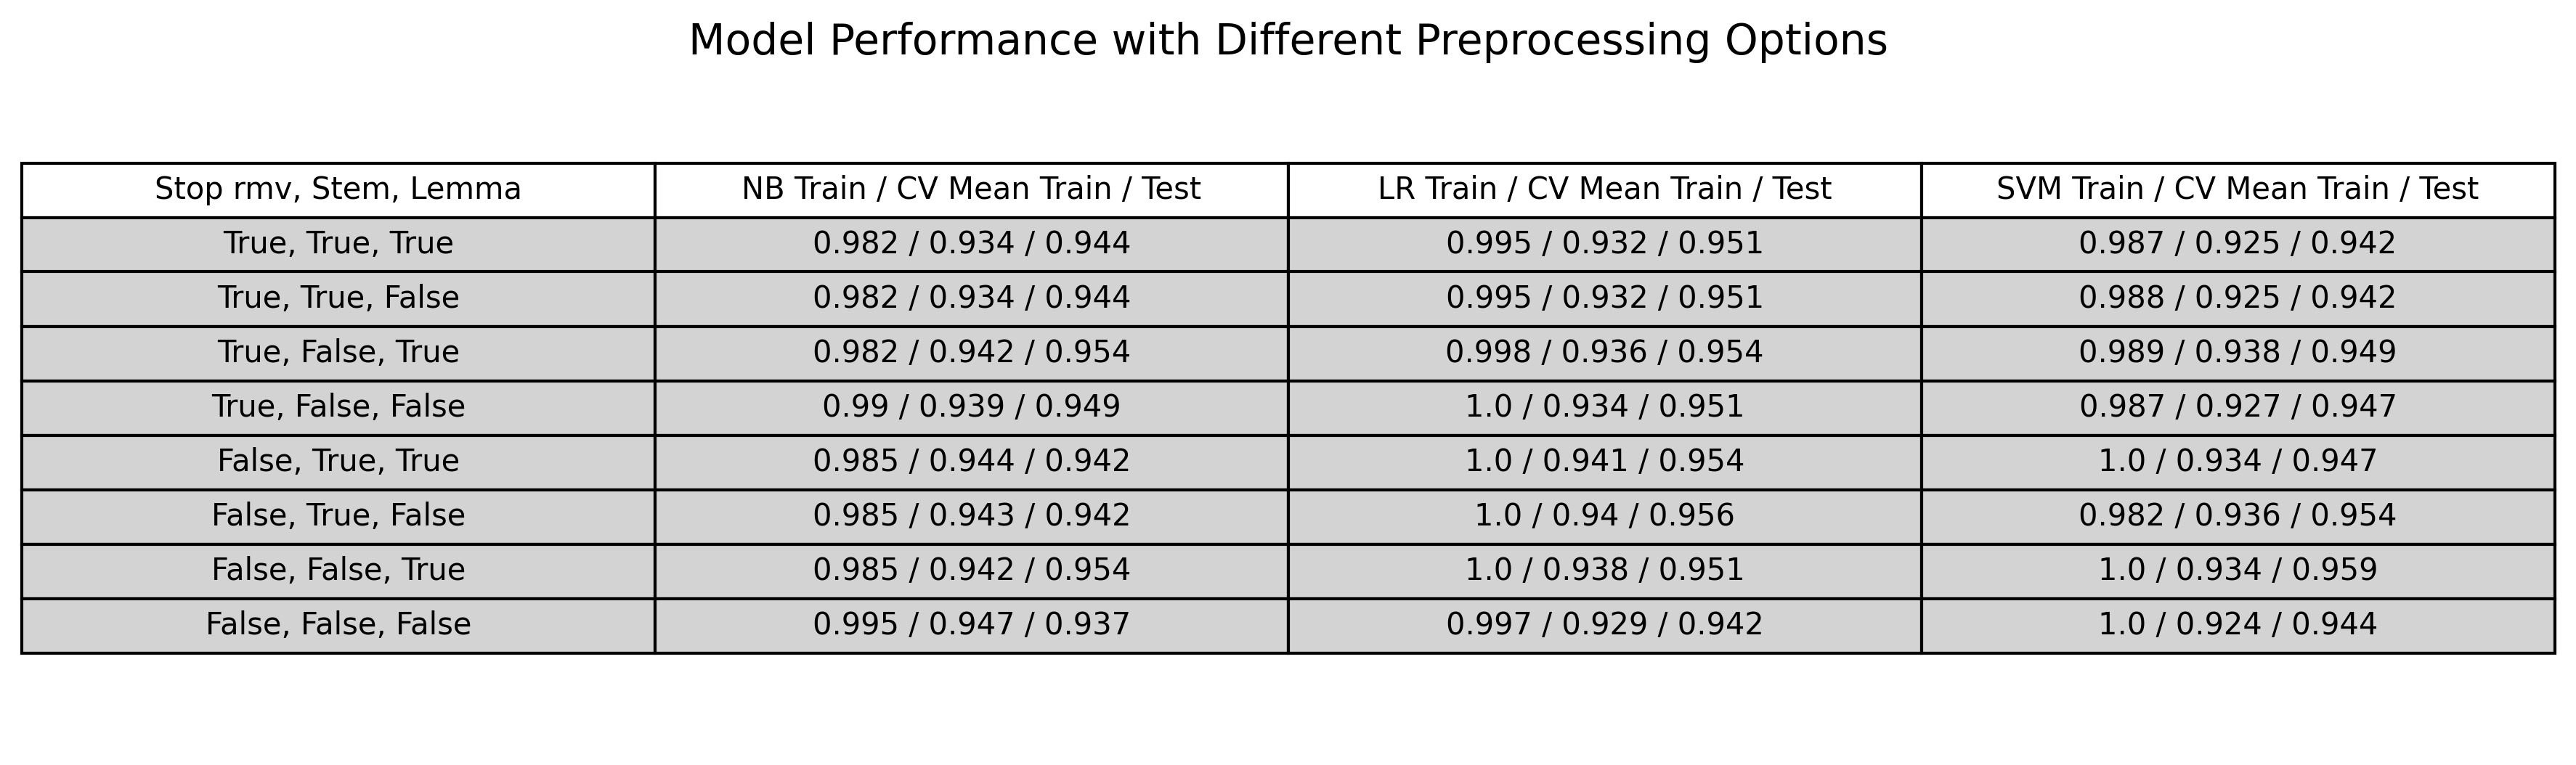 Model Performance with Different Preprocessing Options
Stop rmv, Stem, Lemma NB Train / CV Mean Train / Test LR Train / CV Mean Train / Test SVM Train / CV Mean Train / Test
True, True, True 0.982 / 0.934 / 0.944 0.995 / 0.932 / 0.951 0.987 / 0.925 / 0.942
True, True, False 0.982 / 0.934 / 0.944 0.995 / 0.932 / 0.951 0.988 / 0.925 / 0.942
True, False, True 0.982 / 0.942 / 0.954 0.998 / 0.936 / 0.954 0.989 / 0.938 / 0.949
True, False, False 0.99 / 0.939 / 0.949 1.0 / 0.934 / 0.951 0.987 / 0.927 / 0.947
False, True, True 0.985 / 0.944 / 0.942 1.0 / 0.941 / 0.954 1.0 / 0.934 / 0.947
False, True, False 0.985 / 0.943 / 0.942 1.0 / 0.94 / 0.956 0.982 / 0.936 / 0.954
False, False, True 0.985 / 0.942 / 0.954 1.0 / 0.938 / 0.951 1.0 / 0.934 / 0.959
False, False, False 0.995 / 0.947 / 0.937 0.997 / 0.929 / 0.942 1.0 / 0.924 / 0.944